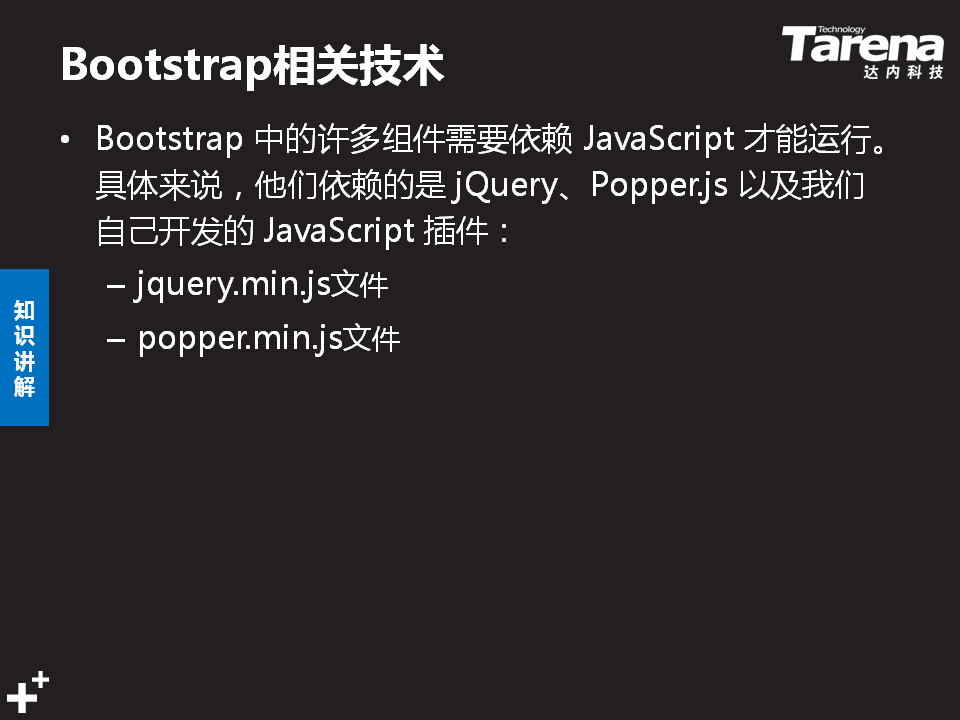 Technology
Tarena
达内科技
Bootstrap相关技术
• Bootstrap 中的许多组件需要依赖 JavaScript 才能运行。
具体来说，他们依赖的是 jQuery、Popper.js 以及我们
自己开发的 JavaScript 插件：
– jquery.min.js文件
– popper.min.js文件
知
识
讲
解